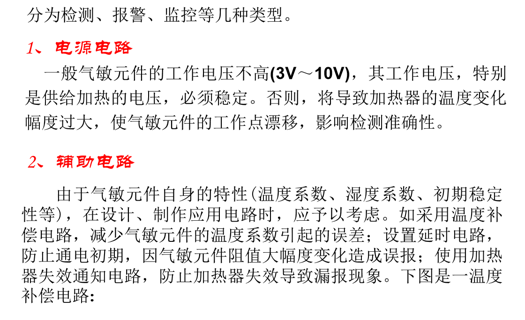 分为检测、报警、监控等几种类型。
1、电源电路
一般气敏元件的工作电压不高(3V～10V)，其工作电压，特别
是供给加热的电压，必须稳定。否则，将导致加热器的温度变化
幅度过大，使气敏元件的工作点漂移，影响检测准确性。
2、辅助电路
由于气敏元件自身的特性(温度系数、湿度系数、初期稳定
性等)，在设计、制作应用电路时，应予以考虑。如采用温度补
偿电路，减少气敏元件的温度系数引起的误差；设置延时电路，
防止通电初期，因气敏元件阻值大幅度变化造成误报；使用加热
器失效通知电路，防止加热器失效导致漏报现象。下图是一温度
补偿电路: